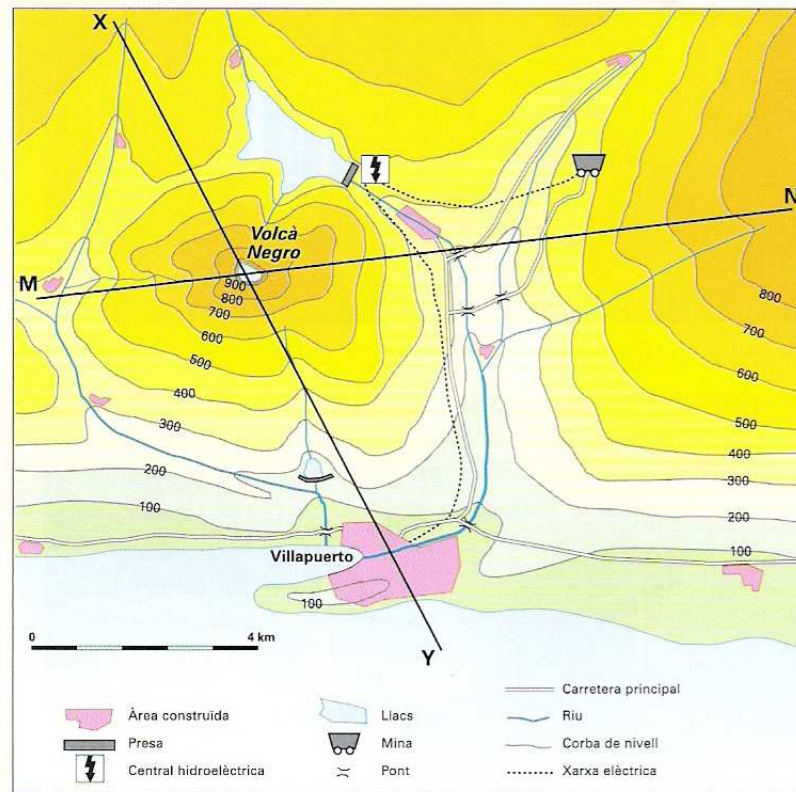 X
N
Volcà
Negro
M
900
800
700
600
500
400
300
200
100
800
700
600
500
400
300
200
100
Villapuerto
100
0
4 km
Y
Àrea construïda
Presa
Central hidroelèctrica
Llacs
Mina
Pont
Carretera principal
Riu
Corba de nivell
Xarxa elèctrica